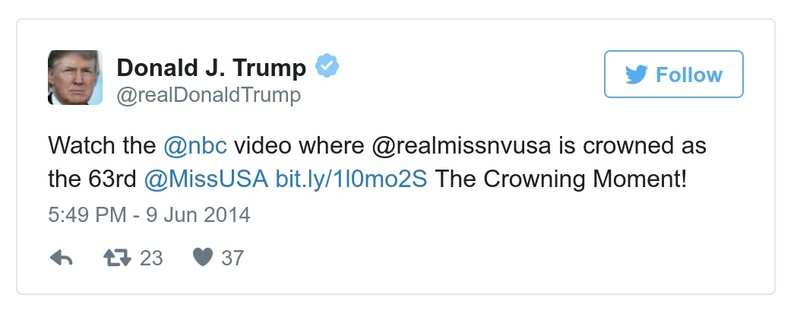 Donald J. Trump
@realDonaldTrump
Follow
Watch the @nbc video where @realmissnvusa is crowned as
the 63rd @MissUSA bit.ly/1l0mo2S The Crowning Moment!
5:49 PM - 9 Jun 2014
23 37